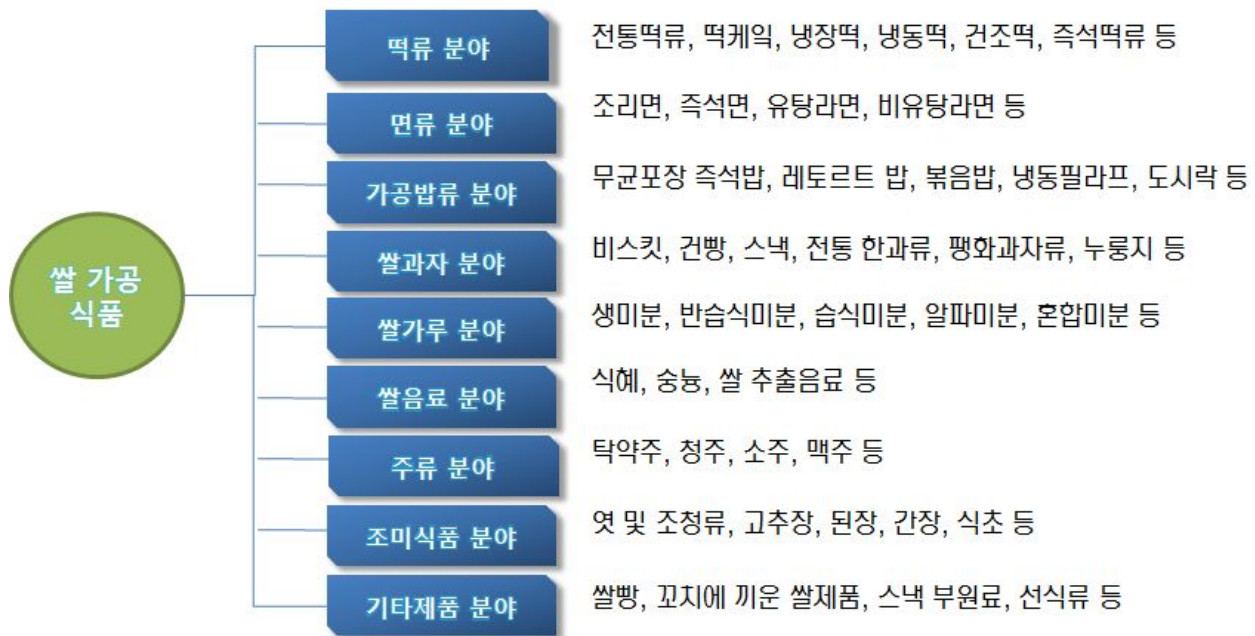 쌀 가공
식품
떡류 분야
전통떡류, 떡케익, 냉장떡, 냉동떡, 건조떡, 즉석떡류 등
면류 분야
조리면, 즉석면, 유탕라면, 비유탕라면 등
가공밥류 분야
무균포장 즉석밥, 레토르트 밥, 볶음밥, 냉동필라프, 도시락 등
쌀과자 분야
비스킷, 건빵, 스낵, 전통 한과류, 팽화과자류, 누룽지 등
쌀가루 분야
생미분, 반습식미분, 습식미분, 알파미분, 혼합미분 등
쌀음료 분야
식혜, 숭늉, 쌀 추출음료 등
주류 분야
탁약주, 청주, 소주, 맥주 등
조미식품 분야
엿 및 조청류, 고추장, 된장, 간장, 식초 등
기타제품 분야
쌀빵, 꼬치에 끼운 쌀제품, 스낵 부원료, 선식류 등